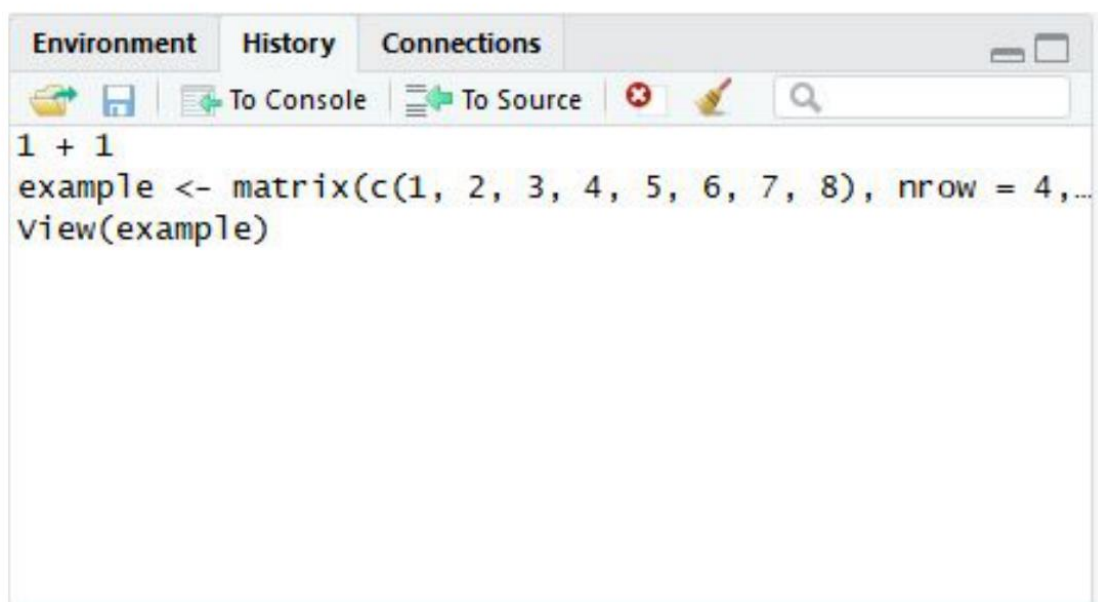 Environment History Connections
To Console To Source
1 + 1
example <- matrix(c(1, 2, 3, 4, 5, 6, 7, 8), nrow = 4,…
View(example)